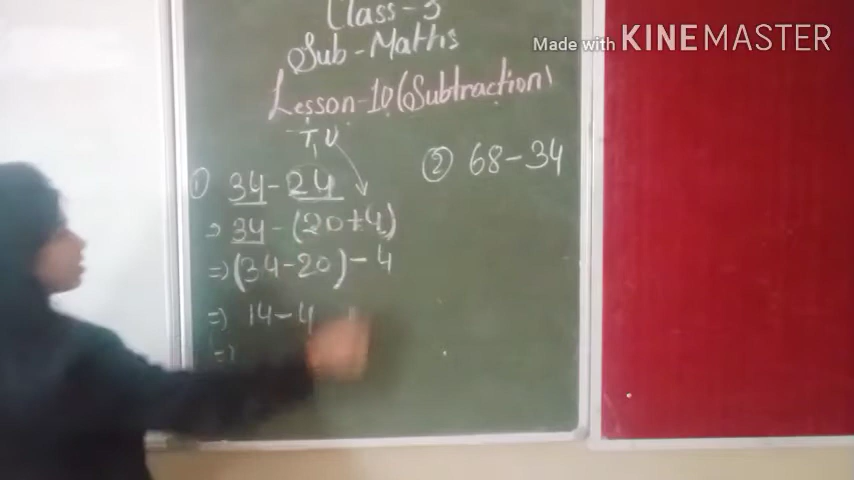 Class-3
Sub-Maths
Lesson-10(Subtraction)
T, U
① 34-24
⇒ 34-(20+4)
⇒(34-20)-4
⇒ 14-4
⇒
② 68-34
Made with KINEMASTER